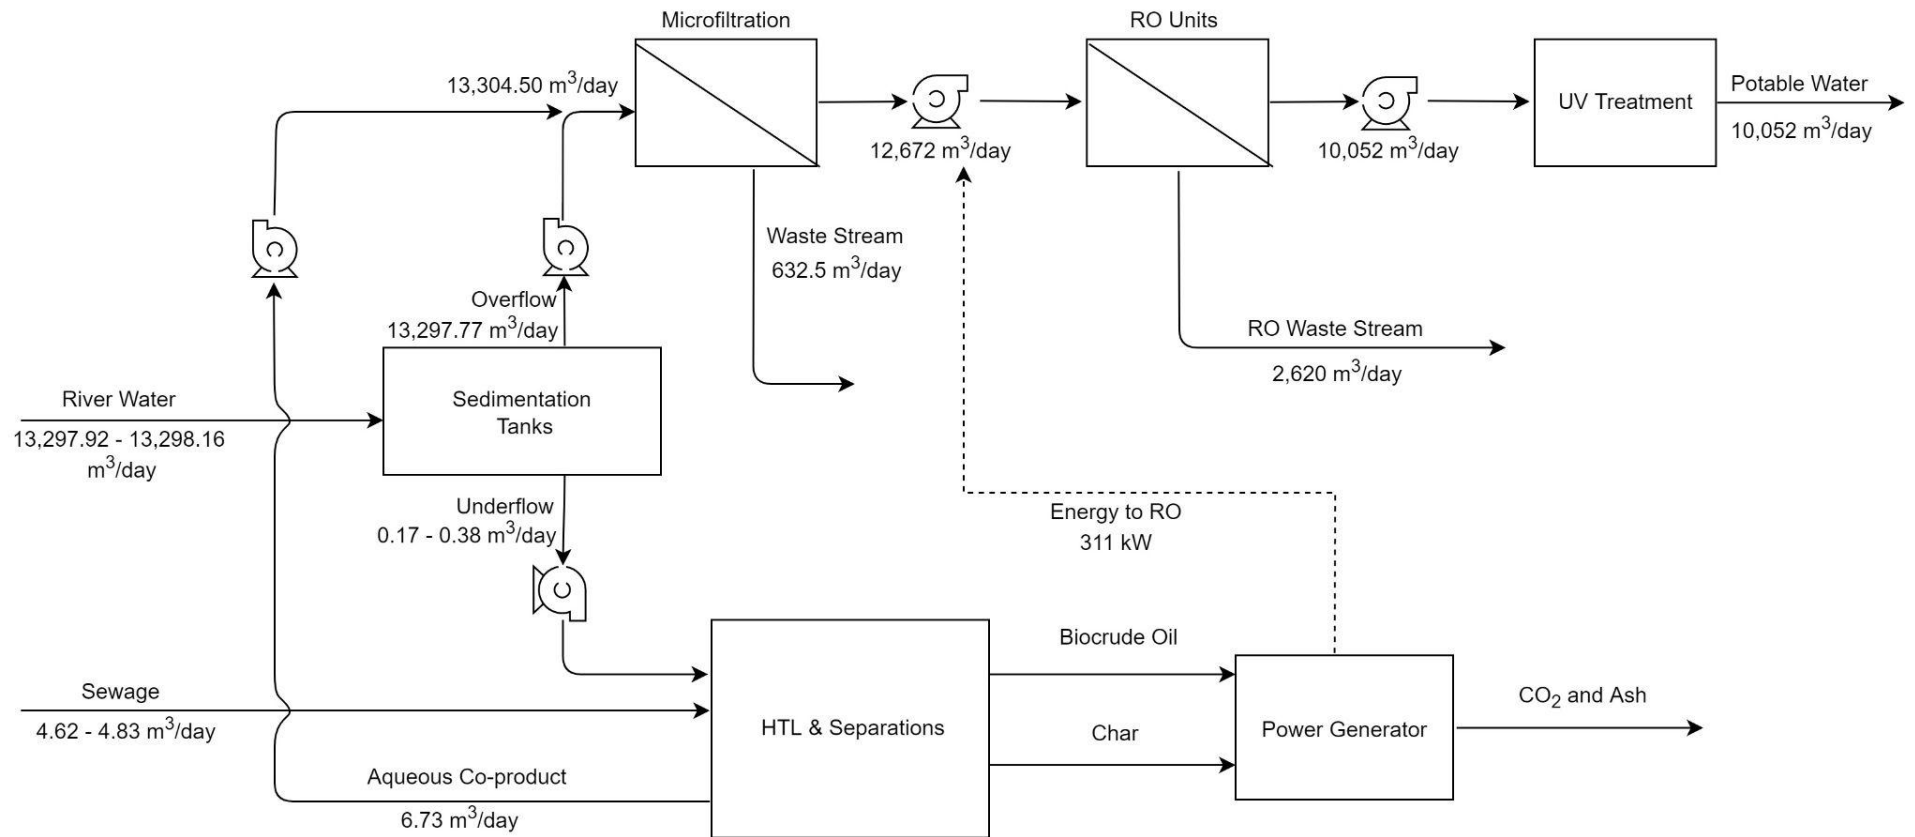 Microfiltration
RO Units
13,304.50 m³/day
UV Treatment
Potable Water
10,052 m³/day
12,672 m³/day
10,052 m³/day
Waste Stream
632.5 m³/day
Overflow
13,297.77 m³/day
RO Waste Stream
2,620 m³/day
River Water
13,297.92 - 13,298.16
m³/day
Sedimentation
Tanks
Underflow
0.17 - 0.38 m³/day
Energy to RO
311 kW
Sewage
4.62 - 4.83 m³/day
HTL & Separations
Biocrude Oil
Char
Power Generator
CO₂ and Ash
Aqueous Co-product
6.73 m³/day